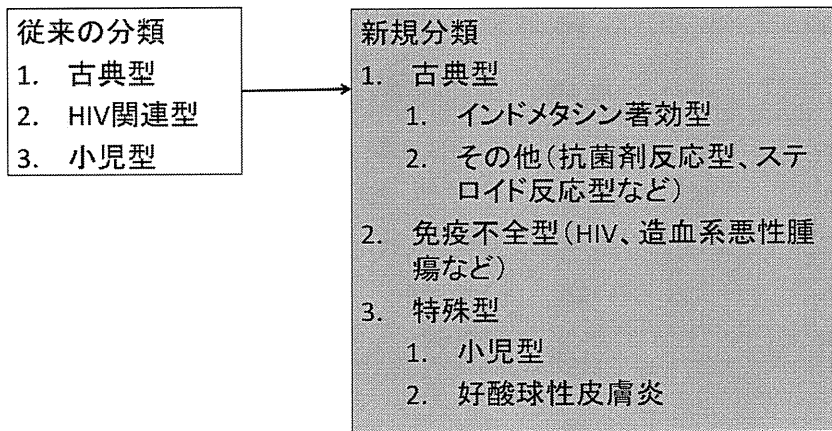 従来の分類
1. 古典型
2. HIV関連型
3. 小児型
新規分類
1. 古典型
1. インドメタシン著効型
2. その他(抗菌剤反応型、ステ
ロイド反応型など)
2. 免疫不全型(HIV、造血系悪性腫
瘍など)
3. 特殊型
1. 小児型
2. 好酸球性皮膚炎